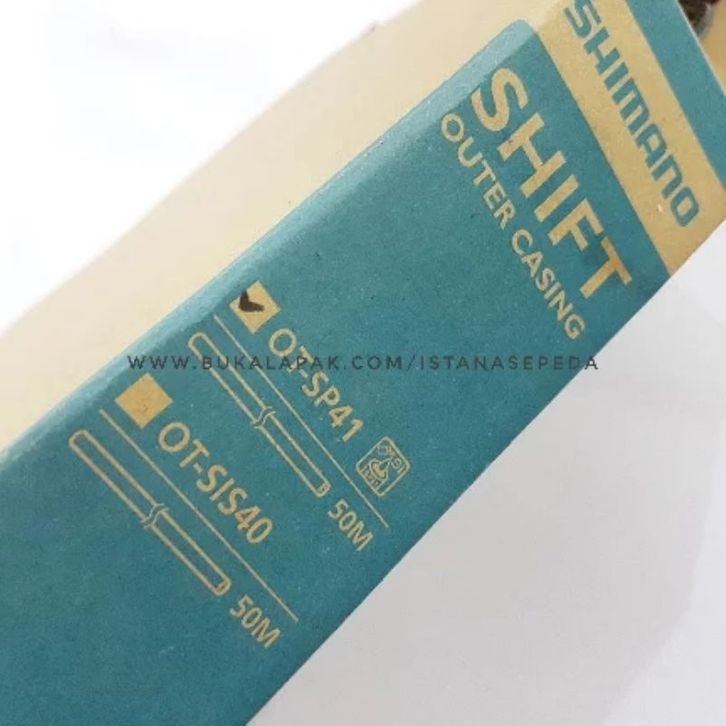 SHIMANO
SHIFT
OUTER CASING
OT-SP41
50M
OT-SIS40
50M
WWW.BUKALAPAK.COM/ISTANASEPEDA